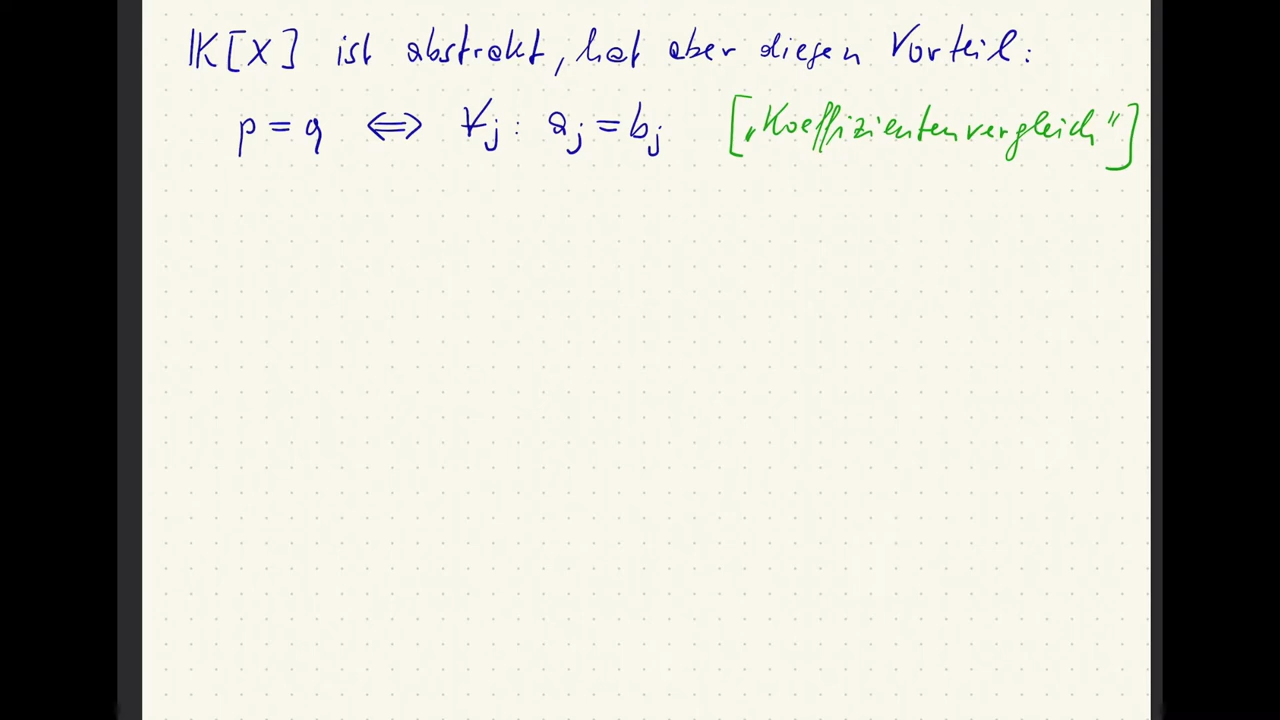 𝕂[X] ist abstrakt, hat aber diesen Vorteil:
p = q ⇔ ∀j: aj = bj [„Koeffizientenvergleich“]